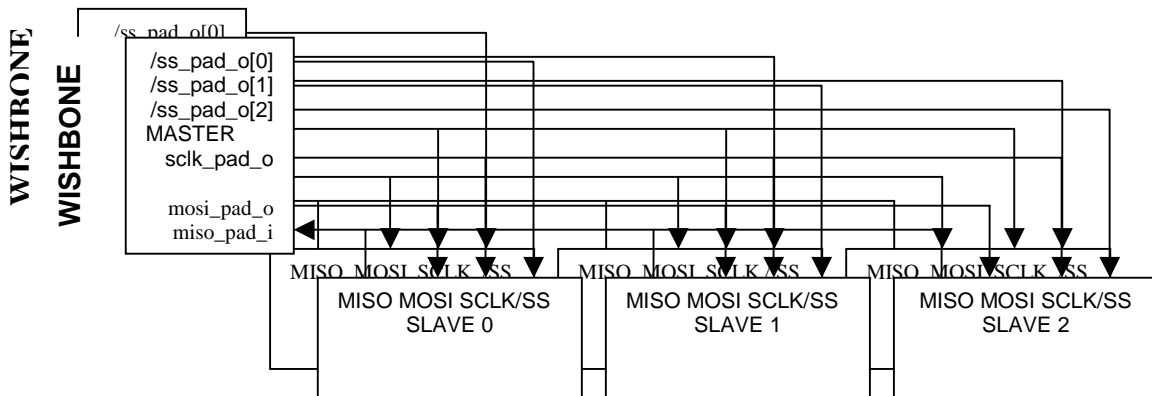 WISHBONE
WISHBONE
/ss_pad_o[0]
/ss_pad_o[0]
/ss_pad_o[1]
/ss_pad_o[2]
MASTER
sclk_pad_o
mosi_pad_o
miso_pad_i
MISO MOSI SCLK /SS
MISO MOSI SCLK /SS
MISO MOSI SCLK /SS
MISO MOSI SCLK/SS
SLAVE 0
MISO MOSI SCLK/SS
SLAVE 1
MISO MOSI SCLK/SS
SLAVE 2